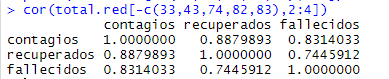 > cor(total.red[-c(33,43,74,82,83),2:4])
contagios recuperados fallecidos
contagios 1.0000000 0.8879893 0.8314033
recuperados 0.8879893 1.0000000 0.7445912
fallecidos 0.8314033 0.7445912 1.0000000